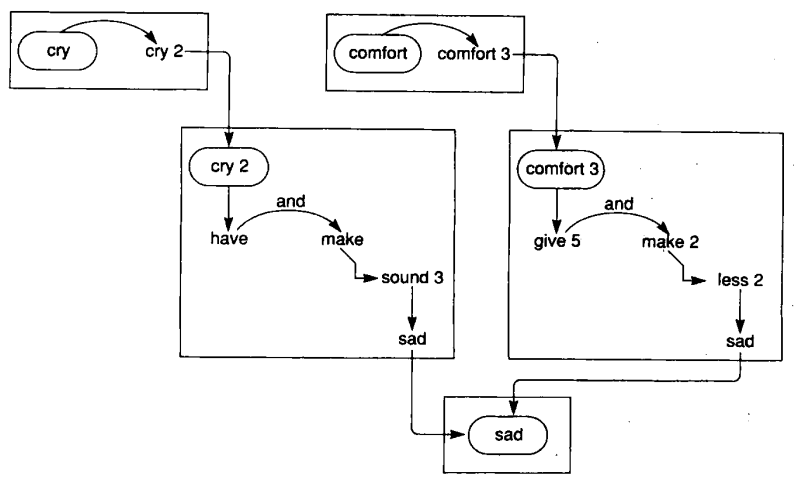 cry
cry 2
comfort
comfort 3
cry 2
and
have
make
sound 3
sad
comfort 3
and
give 5
make 2
less 2
sad
sad